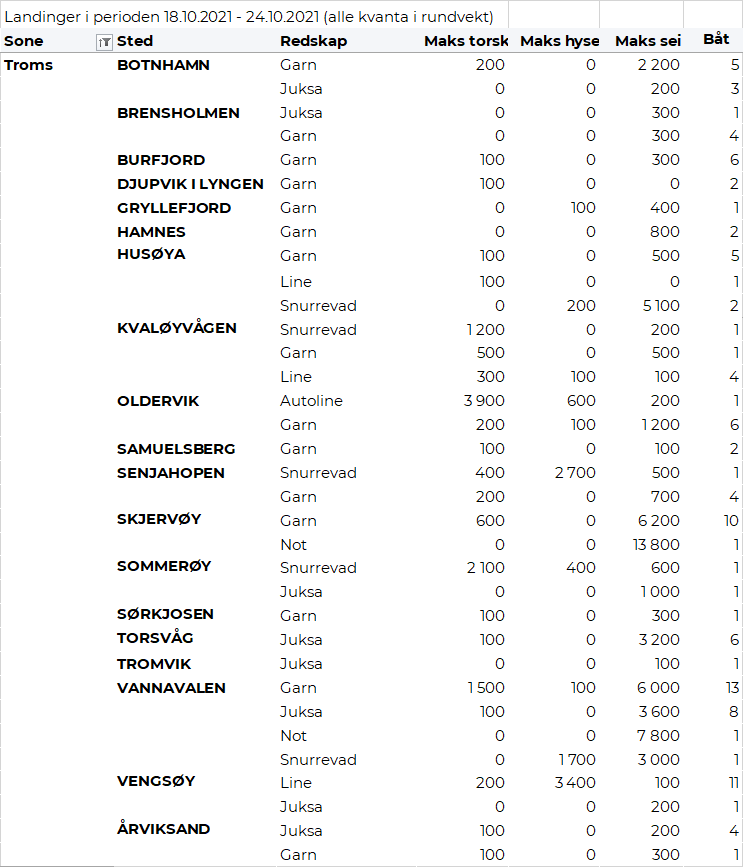 Landinger i perioden 18.10.2021 - 24.10.2021 (alle kvanta i rundvekt)
Sone Sted Redskap Maks torsk Maks hyse Maks sei Båt
Troms BOTNHAMN Garn 200 0 2 200 5
Juksa 0 0 200 3
BRENSHOLMEN Juksa 0 0 300 1
Garn 0 0 300 4
BURFJORD Garn 100 0 300 6
DJUPVIK I LYNGEN Garn 100 0 0 2
GRYLLEFJORD Garn 0 100 400 1
HAMNES Garn 0 0 800 2
HUSØYA Garn 100 0 500 5
Line 100 0 0 1
Snurrevad 0 200 5 100 2
KVALØYVÅGEN Snurrevad 1 200 0 200 1
Garn 500 0 500 1
Line 300 100 100 4
OLDERVIK Autoline 3 900 600 200 1
Garn 200 100 1 200 6
SAMUELSBERG Garn 100 0 100 2
SENJAHOPEN Snurrevad 400 2 700 500 1
Garn 200 0 700 4
SKJERVØY Garn 600 0 6 200 10
Not 0 0 13 800 1
SOMMERØY Snurrevad 2 100 400 600 1
Juksa 0 0 1 000 1
SØRKJOSEN Garn 100 0 300 1
TORSVÅG Juksa 100 0 3 200 6
TROMVIK Juksa 0 0 100 1
VANNAVALEN Garn 1 500 100 6 000 13
Juksa 100 0 3 600 8
Not 0 0 7 800 1
Snurrevad 0 1 700 3 000 1
VENGSØY Line 200 3 400 100 11
Juksa 0 0 200 1
ÅRVIKSAND Juksa 100 0 200 4
Garn 100 0 300 1